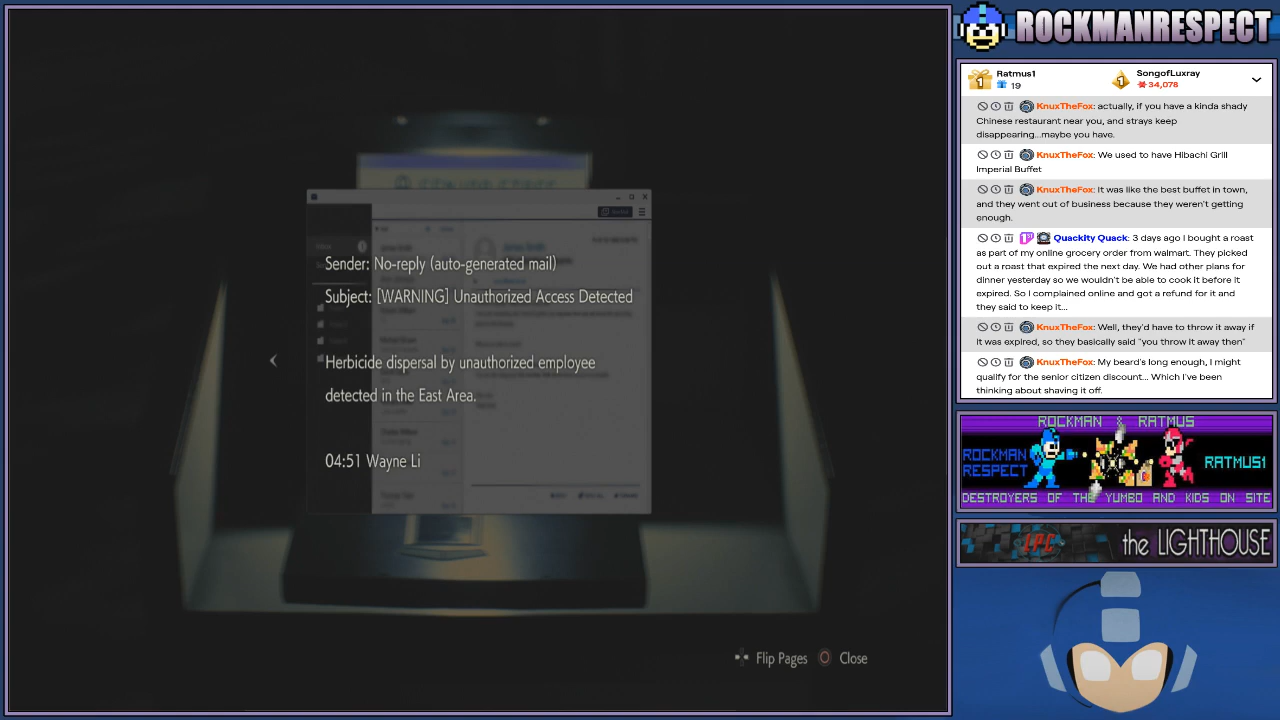 Sender: No-reply (auto-generated mail)
Subject: [WARNING] Unauthorized Access Detected
Herbicide dispersal by unauthorized employee
detected in the East Area.
04:51 Wayne Li
Flip Pages
Close
ROCKMANRESPECT
Ratmus1
19
SongofLuxray
34,078
KnuxTheFox: actually, if you have a kinda shady
Chinese restaurant near you, and strays keep
disappearing...maybe you have.
KnuxTheFox: We used to have Hibachi Grill
Imperial Buffet
KnuxTheFox: It was like the best buffet in town,
and they went out of business because they weren't getting
enough.
Quackity Quack: 3 days ago I bought a roast
as part of my online grocery order from walmart. They picked
out a roast that expired the next day. We had other plans for
dinner yesterday so we wouldn't be able to cook it before it
expired. So I complained online and got a refund for it and
they said to keep it...
KnuxTheFox: Well, they'd have to throw it away if
it was expired, so they basically said "you throw it away then"
KnuxTheFox: My beard's long enough, I might
qualify for the senior citizen discount... Which I've been
thinking about shaving it off.
ROCKMAN & RATMUS
ROCKMAN
RESPECT
RATMUS1
DESTROYERS OF THE YUMBO AND KIDS ON SITE
LPC
the LIGHTHOUSE